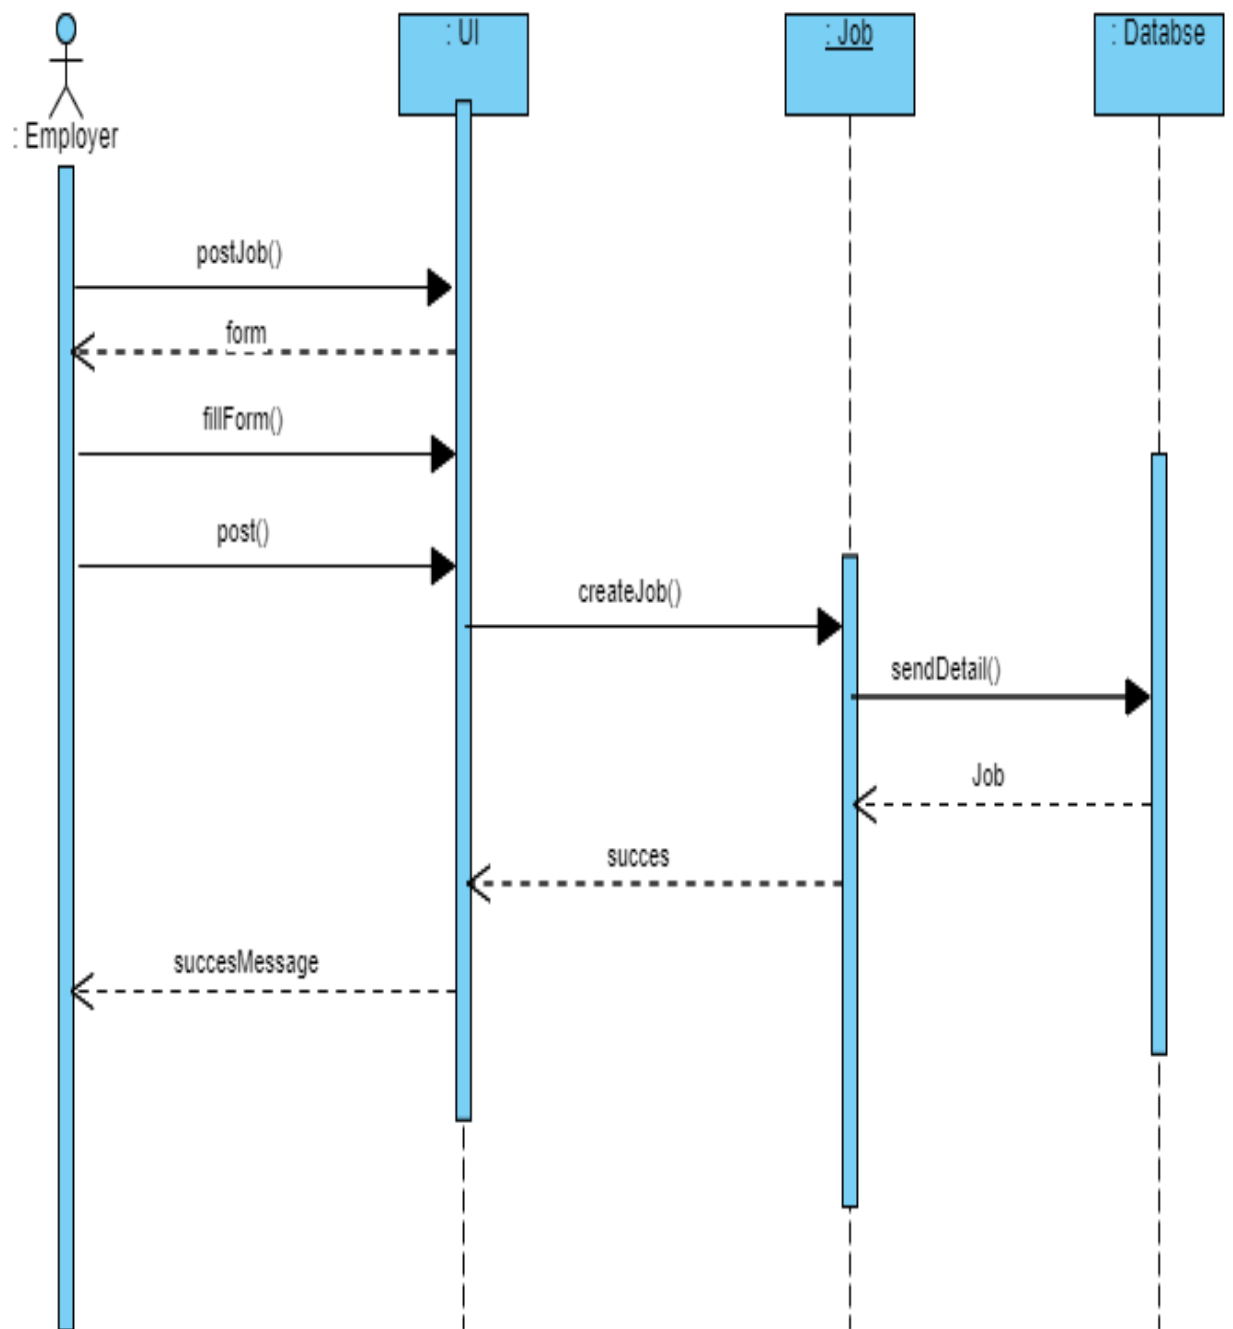 : UI
: Job
: Databse
: Employer
postJob()
form
fillForm()
post()
createJob()
sendDetail()
Job
succes
succesMessage